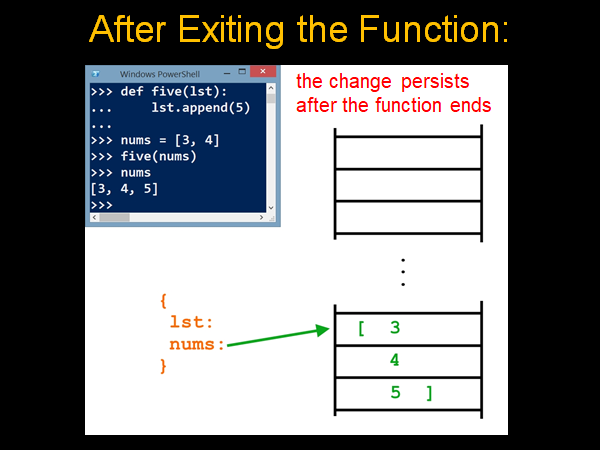 After Exiting the Function:
Windows PowerShell
>>> def five(lst):
...     lst.append(5)
...
>>> nums = [3, 4]
>>> five(nums)
>>> nums
[3, 4, 5]
>>>
the change persists
after the function ends
{
lst:
nums:
}
[ 3
4
5 ]